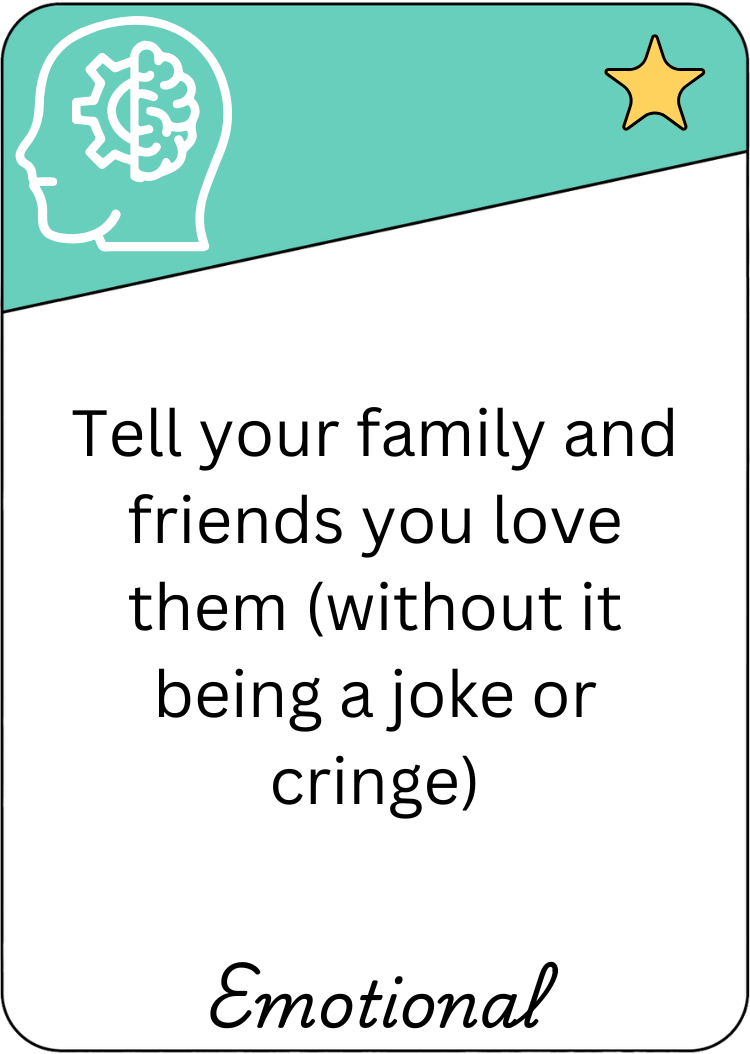 Tell your family and
friends you love
them (without it
being a joke or
cringe)
Emotional